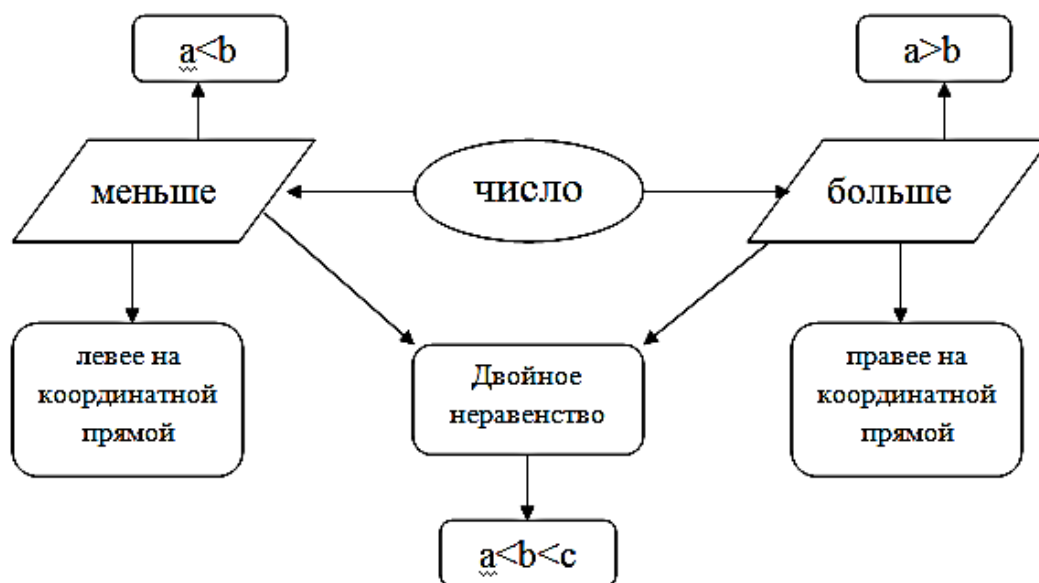 a<b
a>b
меньше
число
больше
левее на
координатной
прямой
Двойное
неравенство
правее на
координатной
прямой
a<b<c